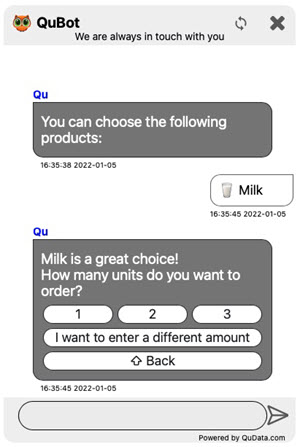 QuBot
We are always in touch with you
Qu
You can choose the following
products:
16:35:38 2022-01-05
Milk
16:35:45 2022-01-05
Qu
Milk is a great choice!
How many units do you want to
order?
1 2 3
I want to enter a different amount
Back
16:35:45 2022-01-05
Powered by QuData.com